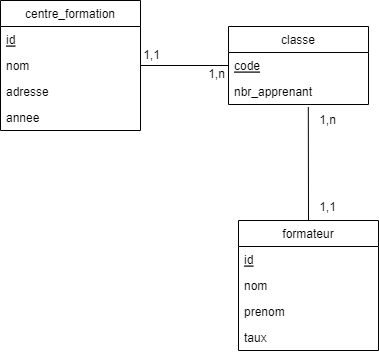 centre_formation
id
nom
adresse
annee
1,1
1,n
classe
code
nbr_apprenant
1,n
1,1
formateur
id
nom
prenom
taux